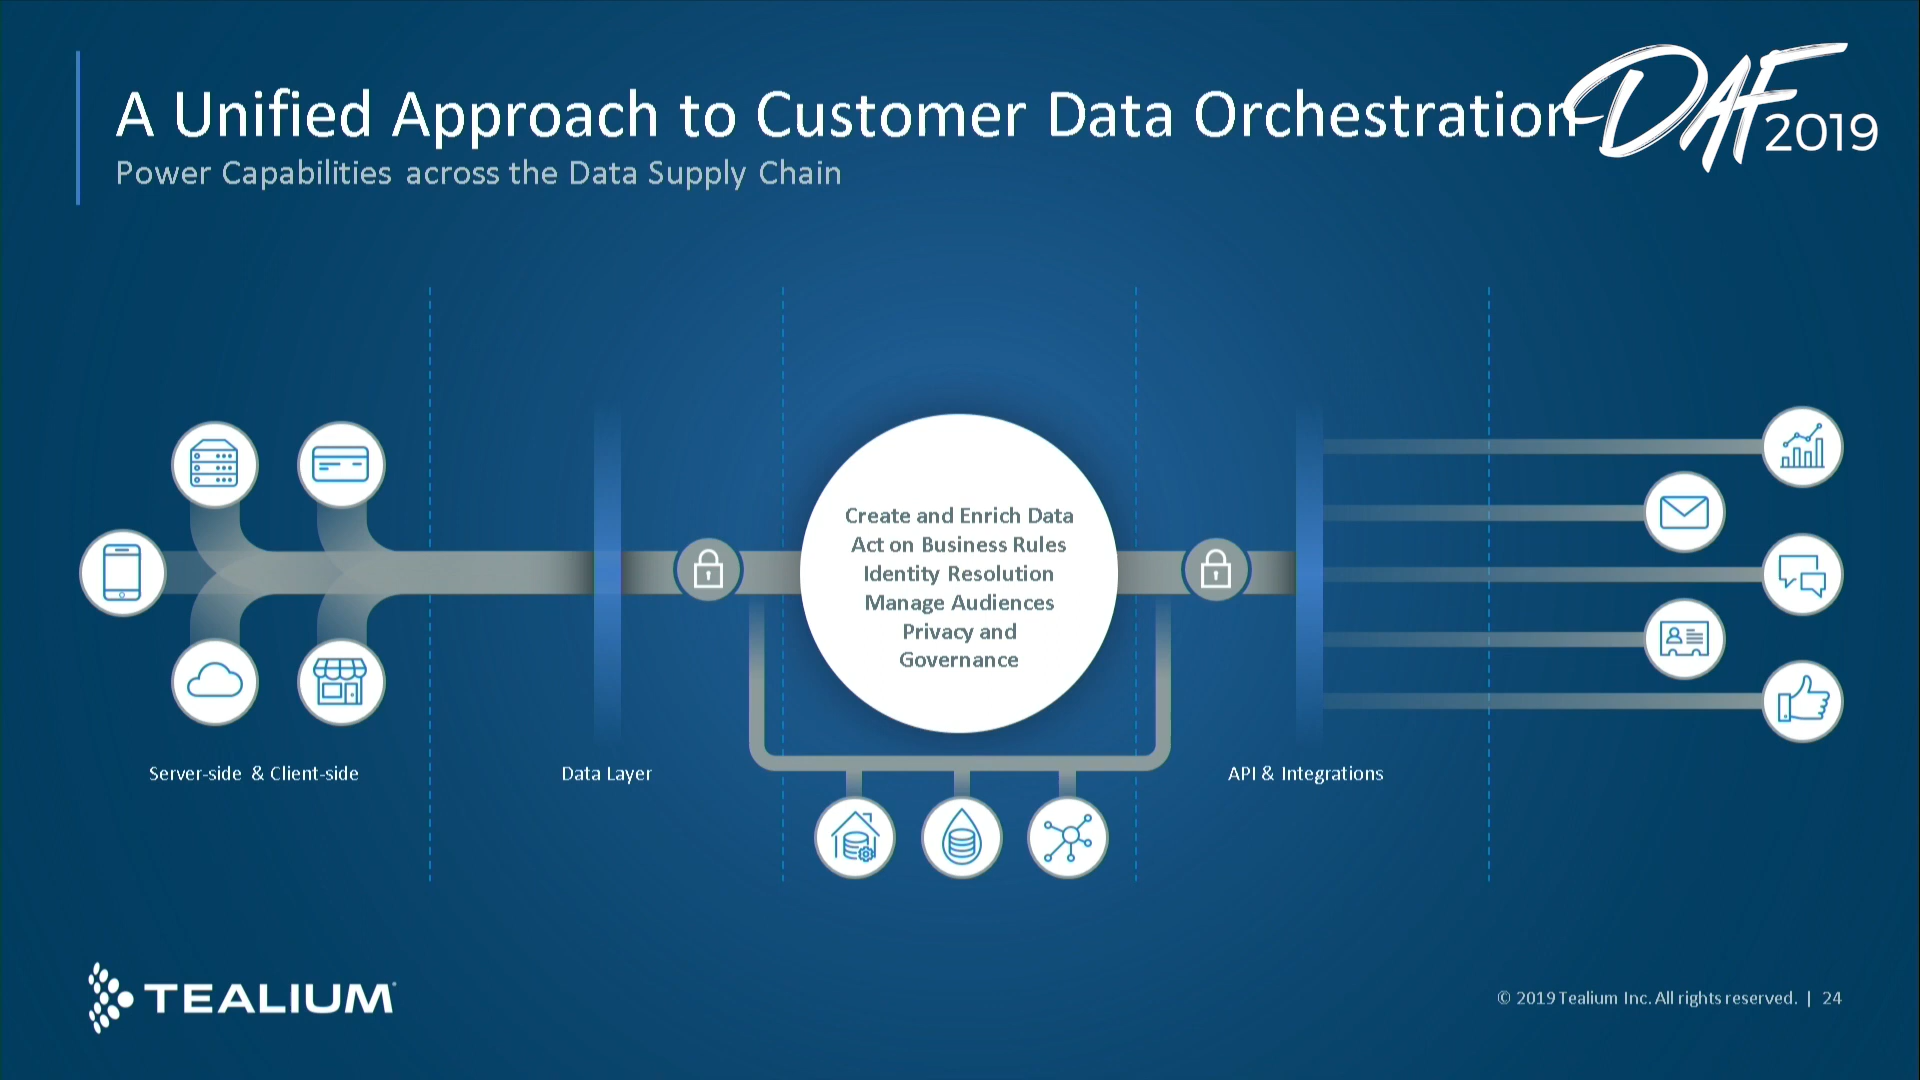 A Unified Approach to Customer Data Orchestration
DAF 2019
Power Capabilities across the Data Supply Chain
Create and Enrich Data
Act on Business Rules
Identity Resolution
Manage Audiences
Privacy and
Governance
Server-side & Client-side
Data Layer
API & Integrations
TEALIUM
© 2019 Tealium Inc. All rights reserved. | 24